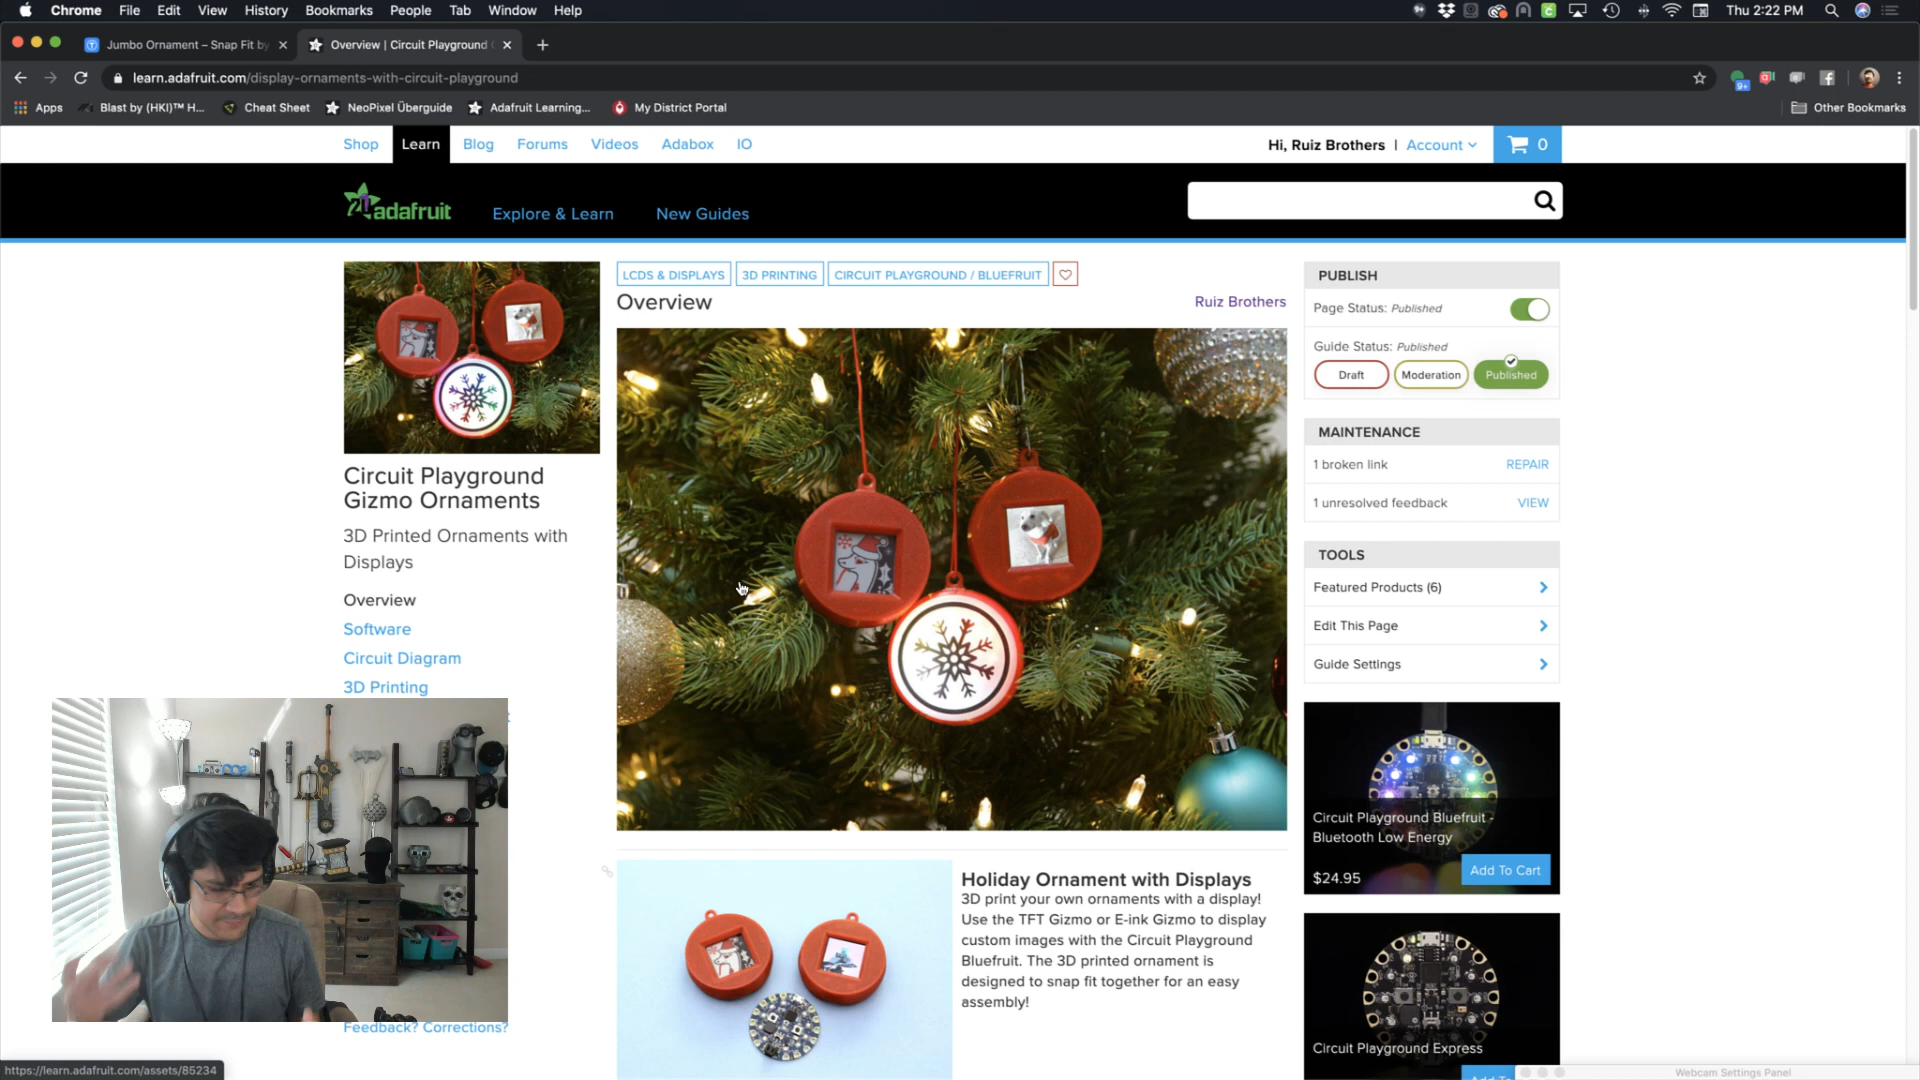 Chrome File Edit View History Bookmarks People Tab Window Help
Thu 2:22 PM
Jumbo Ornament – Snap Fit by
Overview | Circuit Playground
learn.adafruit.com/display-ornaments-with-circuit-playground
9+
Apps
Blast by (HKI)™ H...
Cheat Sheet
NeoPixel Überguide
Adafruit Learning...
My District Portal
Other Bookmarks
Shop Learn Blog Forums Videos Adabox IO
Hi, Ruiz Brothers | Account
0
adafruit
Explore & Learn
New Guides
LCDS & DISPLAYS
3D PRINTING
CIRCUIT PLAYGROUND / BLUEFRUIT
Overview
Ruiz Brothers
Circuit Playground
Gizmo Ornaments
3D Printed Ornaments with
Displays
Overview
Software
Circuit Diagram
3D Printing
Feedback? Corrections?
Holiday Ornament with Displays
3D print your own ornaments with a display!
Use the TFT Gizmo or E-ink Gizmo to display
custom images with the Circuit Playground
Bluefruit. The 3D printed ornament is
designed to snap fit together for an easy
assembly!
PUBLISH
Page Status: Published
Guide Status: Published
Draft
Moderation
Published
MAINTENANCE
1 broken link REPAIR
1 unresolved feedback VIEW
TOOLS
Featured Products (6)
Edit This Page
Guide Settings
Circuit Playground Bluefruit -
Bluetooth Low Energy
$24.95
Add To Cart
Circuit Playground Express
Add To
https://learn.adafruit.com/assets/85234
Webcam Settings Panel